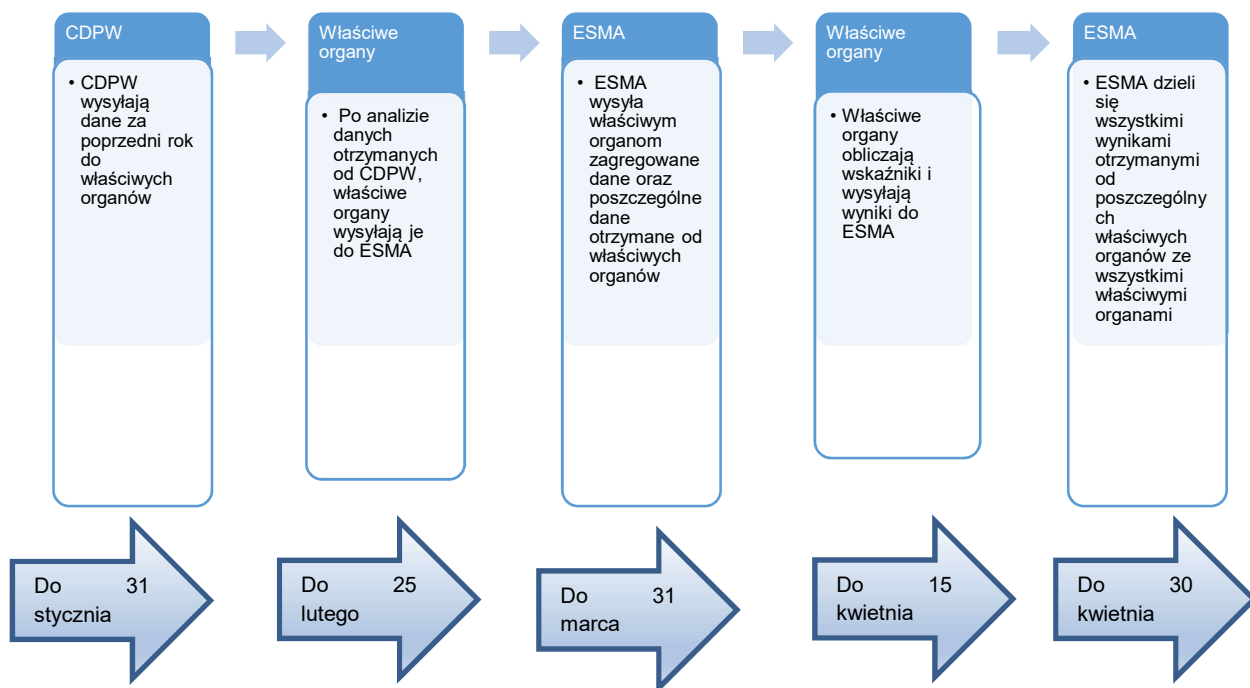 CDPW
• CDPW
wysyłają
dane za
poprzedni rok
do
właściwych
organów
Właściwe
organy
• Po analizie
danych
otrzymanych
od CDPW,
właściwe
organy
wysyłają je
do ESMA
ESMA
• ESMA
wysyła
właściwym
organom
zagregowane
dane oraz
poszczególne
dane
otrzymane od
właściwych
organów
Właściwe
organy
• Właściwe
organy
obliczają
wskaźniki i
wysyłają
wyniki do
ESMA
ESMA
• ESMA dzieli
się
wszystkimi
wynikami
otrzymanymi
od
poszczególny
ch
właściwych
organów ze
wszystkimi
właściwymi
organami
Do 31
stycznia
Do 25
lutego
Do 31
marca
Do 15
kwietnia
Do 30
kwietnia